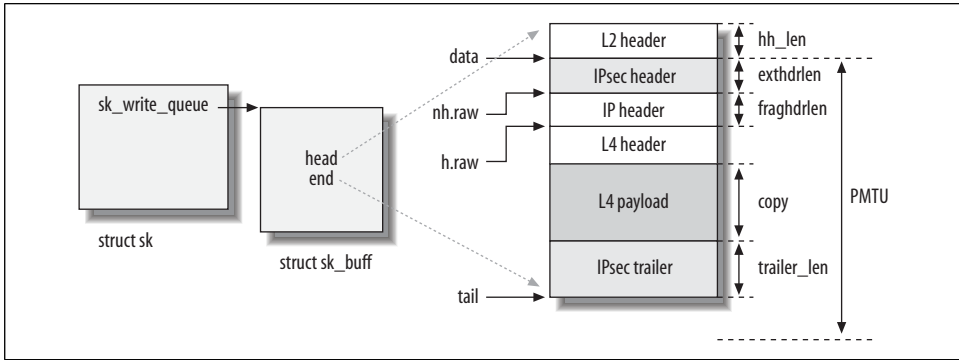 L2 header
hh_len
data
IPsec header
exthdrlen
sk_write_queue
nh.raw
IP header
fraghdrlen
head
end
h.raw
L4 header
L4 payload
copy
PMTU
struct sk
struct sk_buff
IPsec trailer
trailer_len
tail